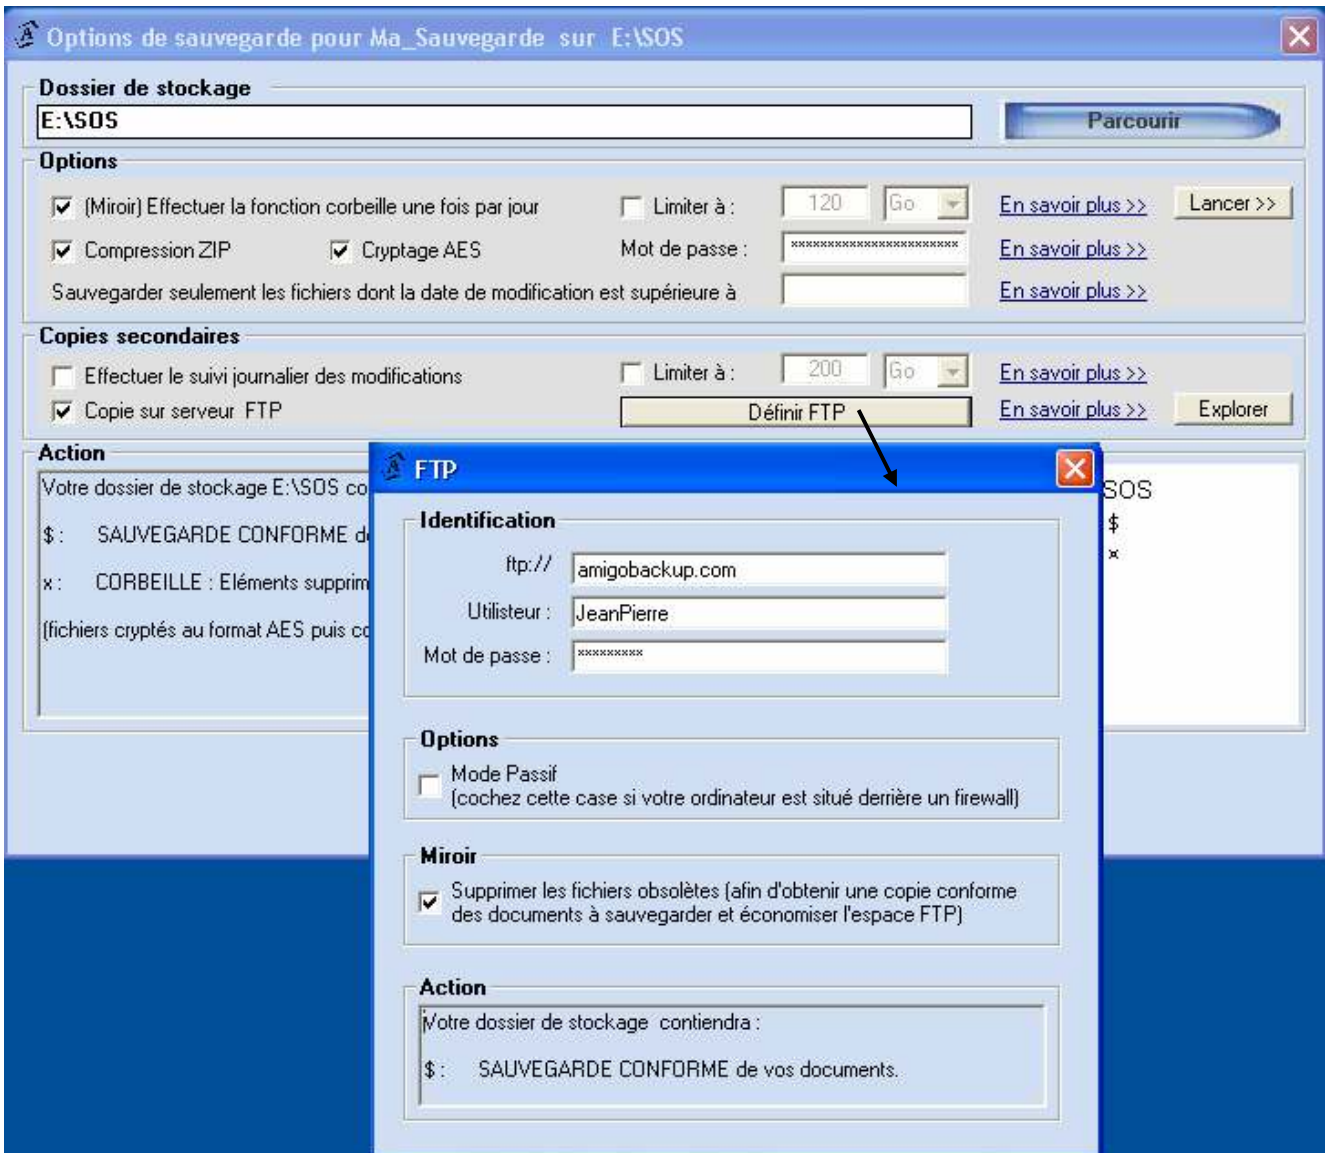 Options de sauvegarde pour Ma_Sauvegarde sur E:\SOS
Dossier de stockage
E:\SOS
Parcourir
Options
(Miroir) Effectuer la fonction corbeille une fois par jour
Limiter à :
120
Go
En savoir plus >>
Lancer >>
Compression ZIP
Cryptage AES
Mot de passe :
***********************
En savoir plus >>
Sauvegarder seulement les fichiers dont la date de modification est supérieure à
En savoir plus >>
Copies secondaires
Effectuer le suivi journalier des modifications
Limiter à :
200
Go
En savoir plus >>
Copie sur serveur FTP
Définir FTP
En savoir plus >>
Explorer
Action
Votre dossier de stockage E:\SOS co
$ : SAUVEGARDE CONFORME de
x : CORBEILLE : Eléments supprim
(fichiers cryptés au format AES puis co
SOS
$
x
FTP
Identification
ftp://
amigobackup.com
Utilisteur :
JeanPierre
Mot de passe :
*********
Options
Mode Passif
(cochez cette case si votre ordinateur est situé derrière un firewall)
Miroir
Supprimer les fichiers obsolètes (afin d'obtenir une copie conforme
des documents à sauvegarder et économiser l'espace FTP)
Action
Votre dossier de stockage contiendra :
$ : SAUVEGARDE CONFORME de vos documents.